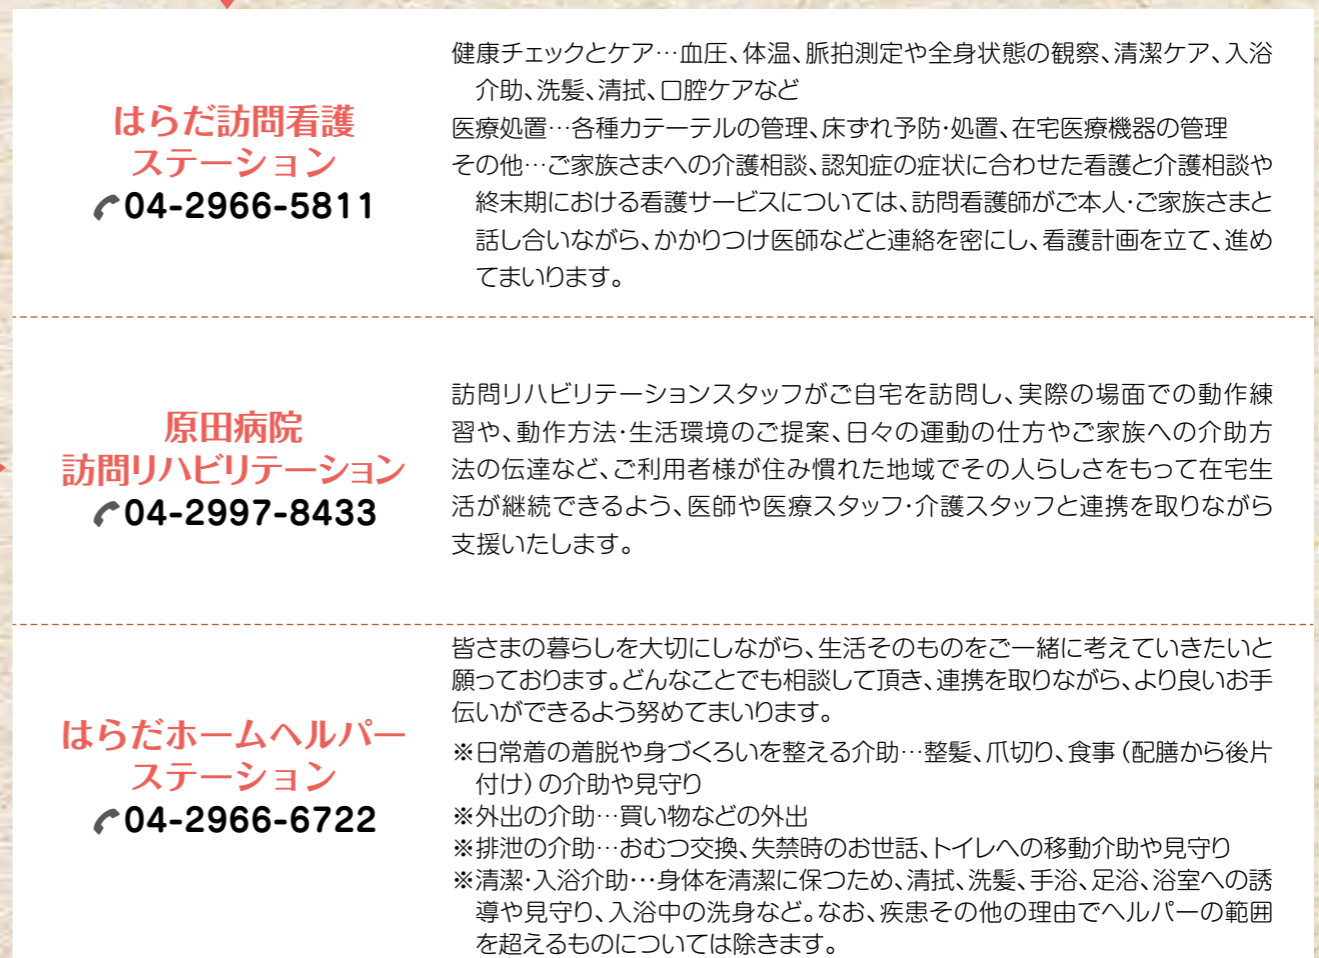 はらだ訪問看護
ステーション
04-2966-5811
健康チェックとケア…血圧、体温、脈拍測定や全身状態の観察、清潔ケア、入浴
介助、洗髪、清拭、口腔ケアなど
医療処置…各種カテーテルの管理、床ずれ予防・処置、在宅医療機器の管理
その他…ご家族さまへの介護相談、認知症の症状に合わせた看護と介護相談や
終末期における看護サービスについては、訪問看護師がご本人・ご家族さまと
話し合いながら、かかりつけ医師などと連絡を密にし、看護計画を立て、進め
てまいります。
原田病院
訪問リハビリテーション
04-2997-8433
訪問リハビリテーションスタッフがご自宅を訪問し、実際の場面での動作練
習や、動作方法・生活環境のご提案、日々の運動の仕方やご家族への介助方
法の伝達など、ご利用者様が住み慣れた地域でその人らしさをもって在宅生
活が継続できるよう、医師や医療スタッフ・介護スタッフと連携を取りながら
支援いたします。
はらだホームヘルパー
ステーション
04-2966-6722
皆さまの暮らしを大切にしながら、生活そのものをご一緒に考えていきたいと
願っております。どんなことでも相談して頂き、連携を取りながら、より良いお手
伝いができるよう努めてまいります。
※日常着の着脱や身づくろいを整える介助…整髪、爪切り、食事（配膳から後片
付け）の介助や見守り
※外出の介助…買い物などの外出
※排泄の介助…おむつ交換、失禁時のお世話、トイレへの移動介助や見守り
※清潔・入浴介助…身体を清潔に保つため、清拭、洗髪、手浴、足浴、浴室への誘
導や見守り、入浴中の洗身など。なお、疾患その他の理由でヘルパーの範囲
を超えるものについては除きます。